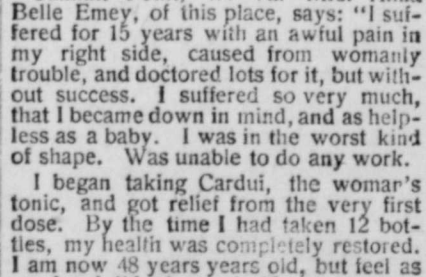 Belle Emey, of this place, says: "I suf-
fered for 15 years with an awful pain in
my right side, caused from womanly
trouble, and doctored lots for it, but with-
out success. I suffered so very much,
that I became down in mind, and as help-
less as a baby. I was in the worst kind
of shape. Was unable to do any work.
I began taking Cardui, the woman's
tonic, and got relief from the very first
dose. By the time I had taken 12 bot-
tles, my health was completely restored.
I am now 48 years years old, but feel as